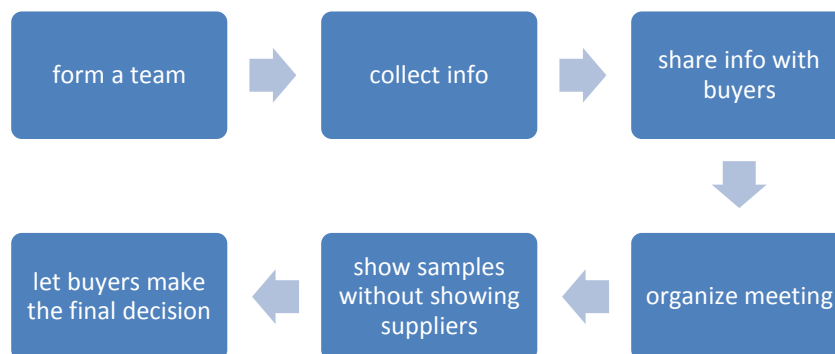 form a team
collect info
share info with
buyers
organize meeting
show samples
without showing
suppliers
let buyers make
the final decision